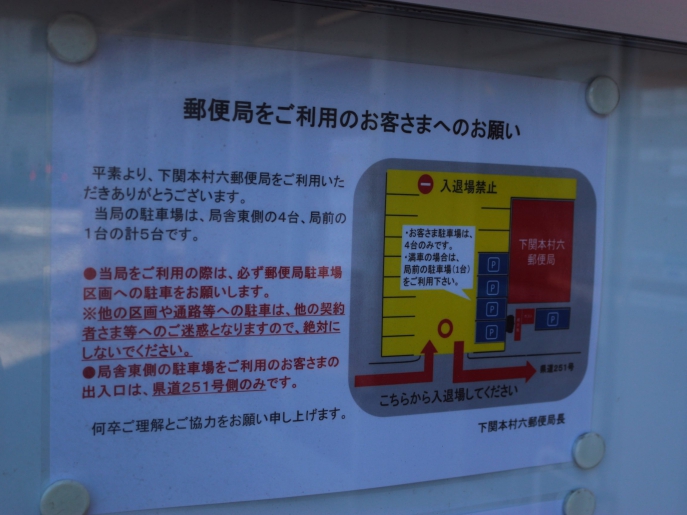 郵便局をご利用のお客さまへのお願い
平素より、下関本村六郵便局をご利用いた
だきありがとうございます。
当局の駐車場は、局舎東側の4台、局前の
1台の計5台です。
●当局をご利用の際は、必ず郵便局駐車場
区画への駐車をお願いします。
※他の区画や通路等への駐車は、他の契約
者さま等へのご迷惑となりますので、絶対に
しないでください。
●局舎東側の駐車場をご利用のお客さまの
出入口は、県道251号側のみです。
何卒ご理解とご協力をお願い申し上げます。
入退場禁止
・お客さま駐車場は、
4台のみです。
・満車の場合は、
局前の駐車場(1台)
をご利用下さい。
下関本村六
郵便局
P
P
P
P
P
県道251号
こちらから入退場してください
下関本村六郵便局長